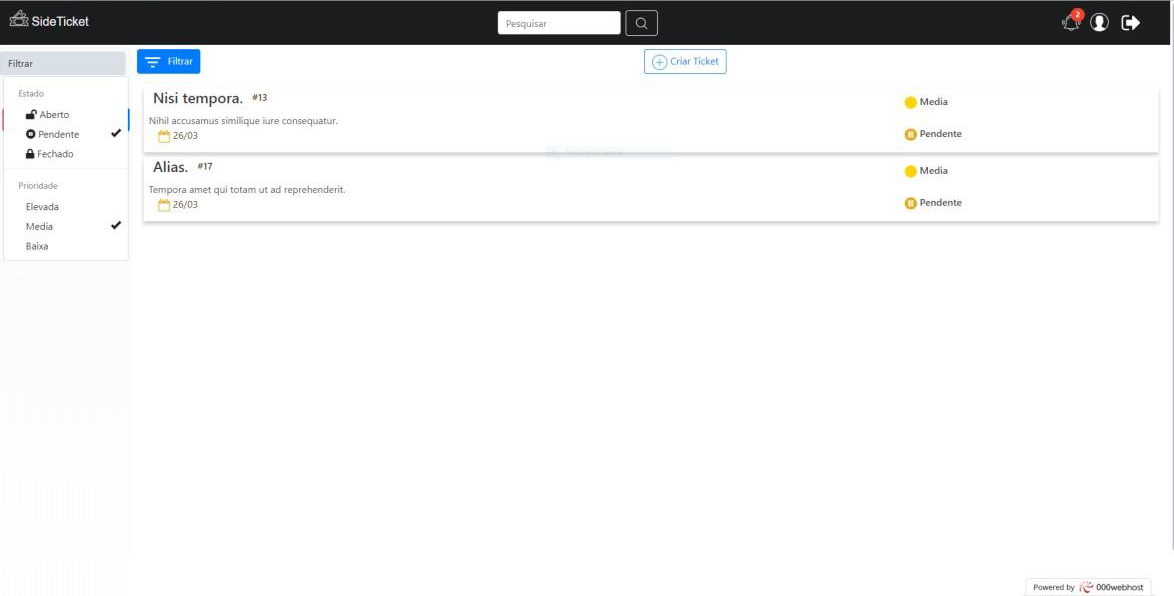 SideTicket
Pesquisar
2
Filtrar
Filtrar
Criar Ticket
Estado
Aberto
Pendente
Fechado
Prioridade
Elevada
Media
Baixa
Nisi tempora. #13
Media
Nihil accusamus similique iure consequatur.
26/03
Pendente
Alias. #17
Media
Tempora amet qui totam ut ad reprehenderit.
26/03
Pendente
Powered by 000webhost